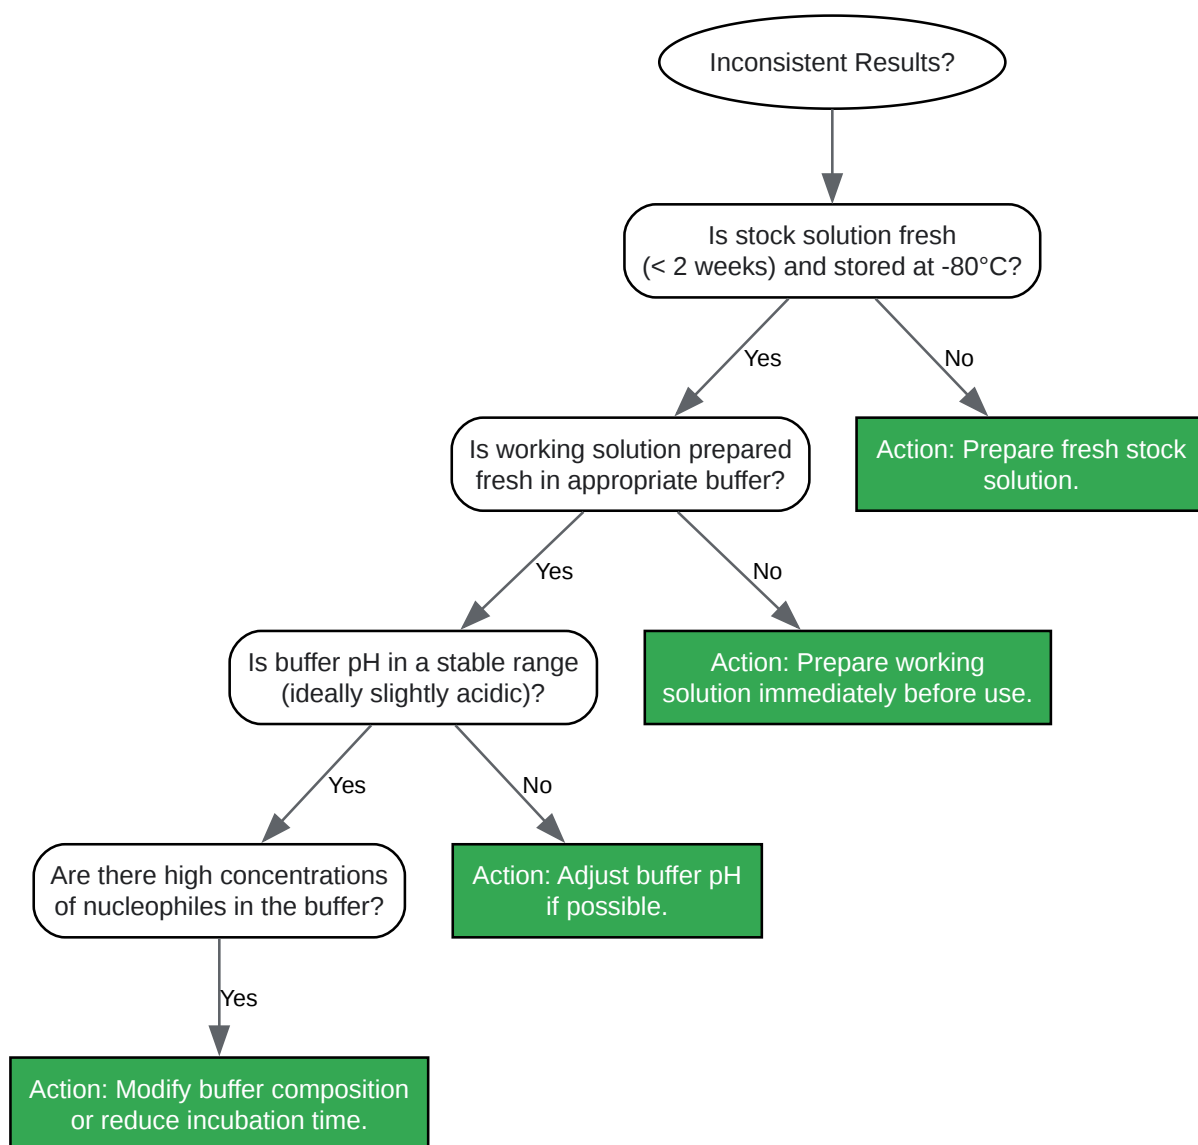 Inconsistent Results?
Is stock solution fresh
(< 2 weeks) and stored at -80°C?
Yes
No
Is working solution prepared
fresh in appropriate buffer?
Action: Prepare fresh stock
solution.
Yes
No
Is buffer pH in a stable range
(ideally slightly acidic)?
Action: Prepare working
solution immediately before use.
Yes
No
Are there high concentrations
of nucleophiles in the buffer?
Action: Adjust buffer pH
if possible.
Yes
Action: Modify buffer composition
or reduce incubation time.